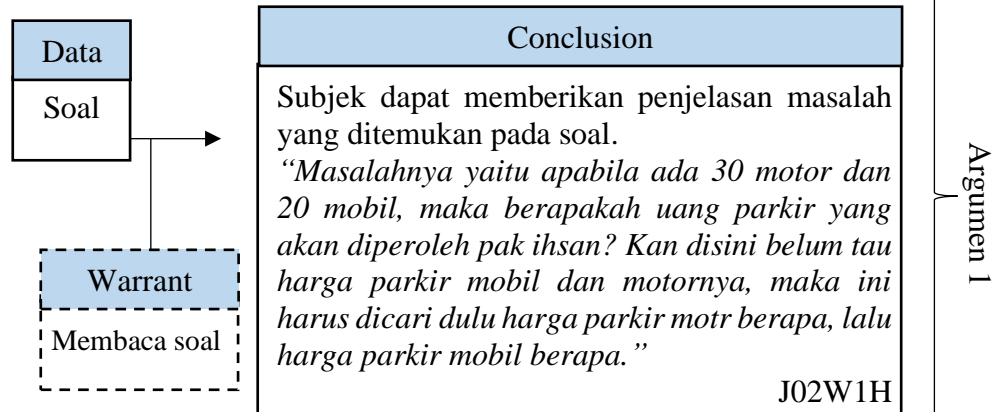 Data
Soal
Warrant
Membaca soal
Conclusion
Subjek dapat memberikan penjelasan masalah
yang ditemukan pada soal.
“Masalahnya yaitu apabila ada 30 motor dan
20 mobil, maka berapakah uang parkir yang
akan diperoleh pak ihsan? Kan disini belum tau
harga parkir mobil dan motornya, maka ini
harus dicari dulu harga parkir motr berapa, lalu
harga parkir mobil berapa.”
J02W1H
Argumen 1